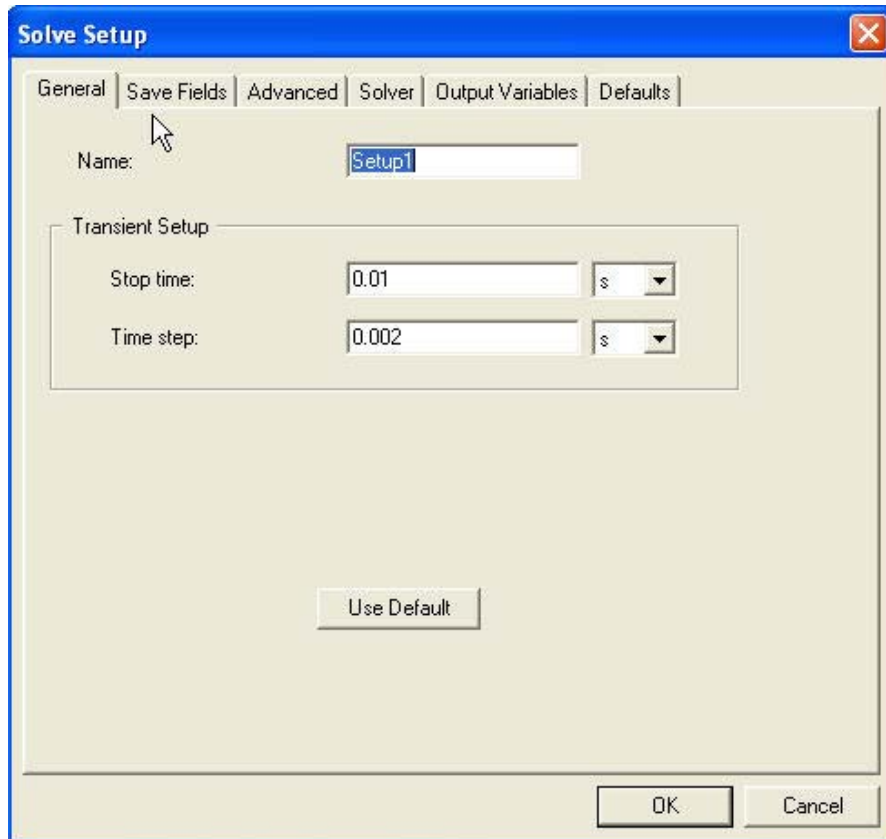 Solve Setup
General Save Fields Advanced Solver Output Variables Defaults
Name: Setup1
Transient Setup
Stop time: 0.01 s
Time step: 0.002 s
Use Default
OK Cancel